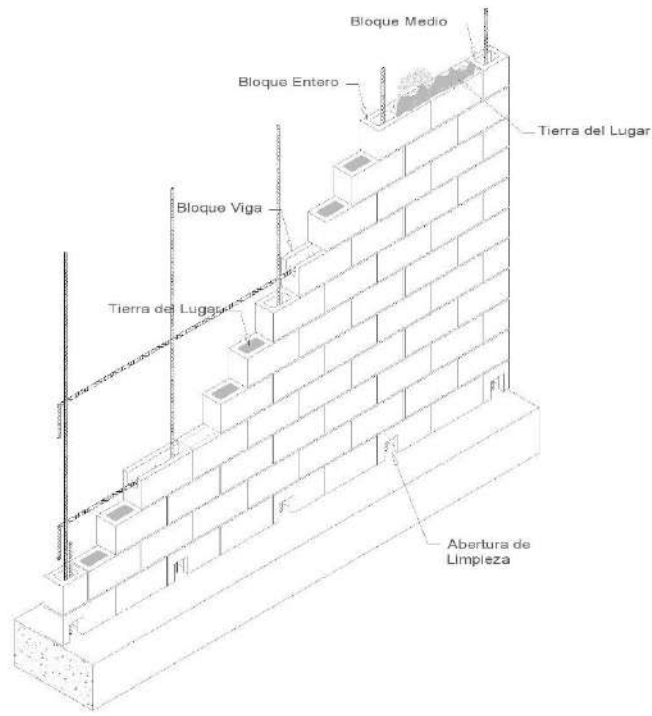 Bloque Medio
Bloque Entero
Tierra del Lugar
Bloque Viga
Tierra del Lugar
Abertura de
Limpieza